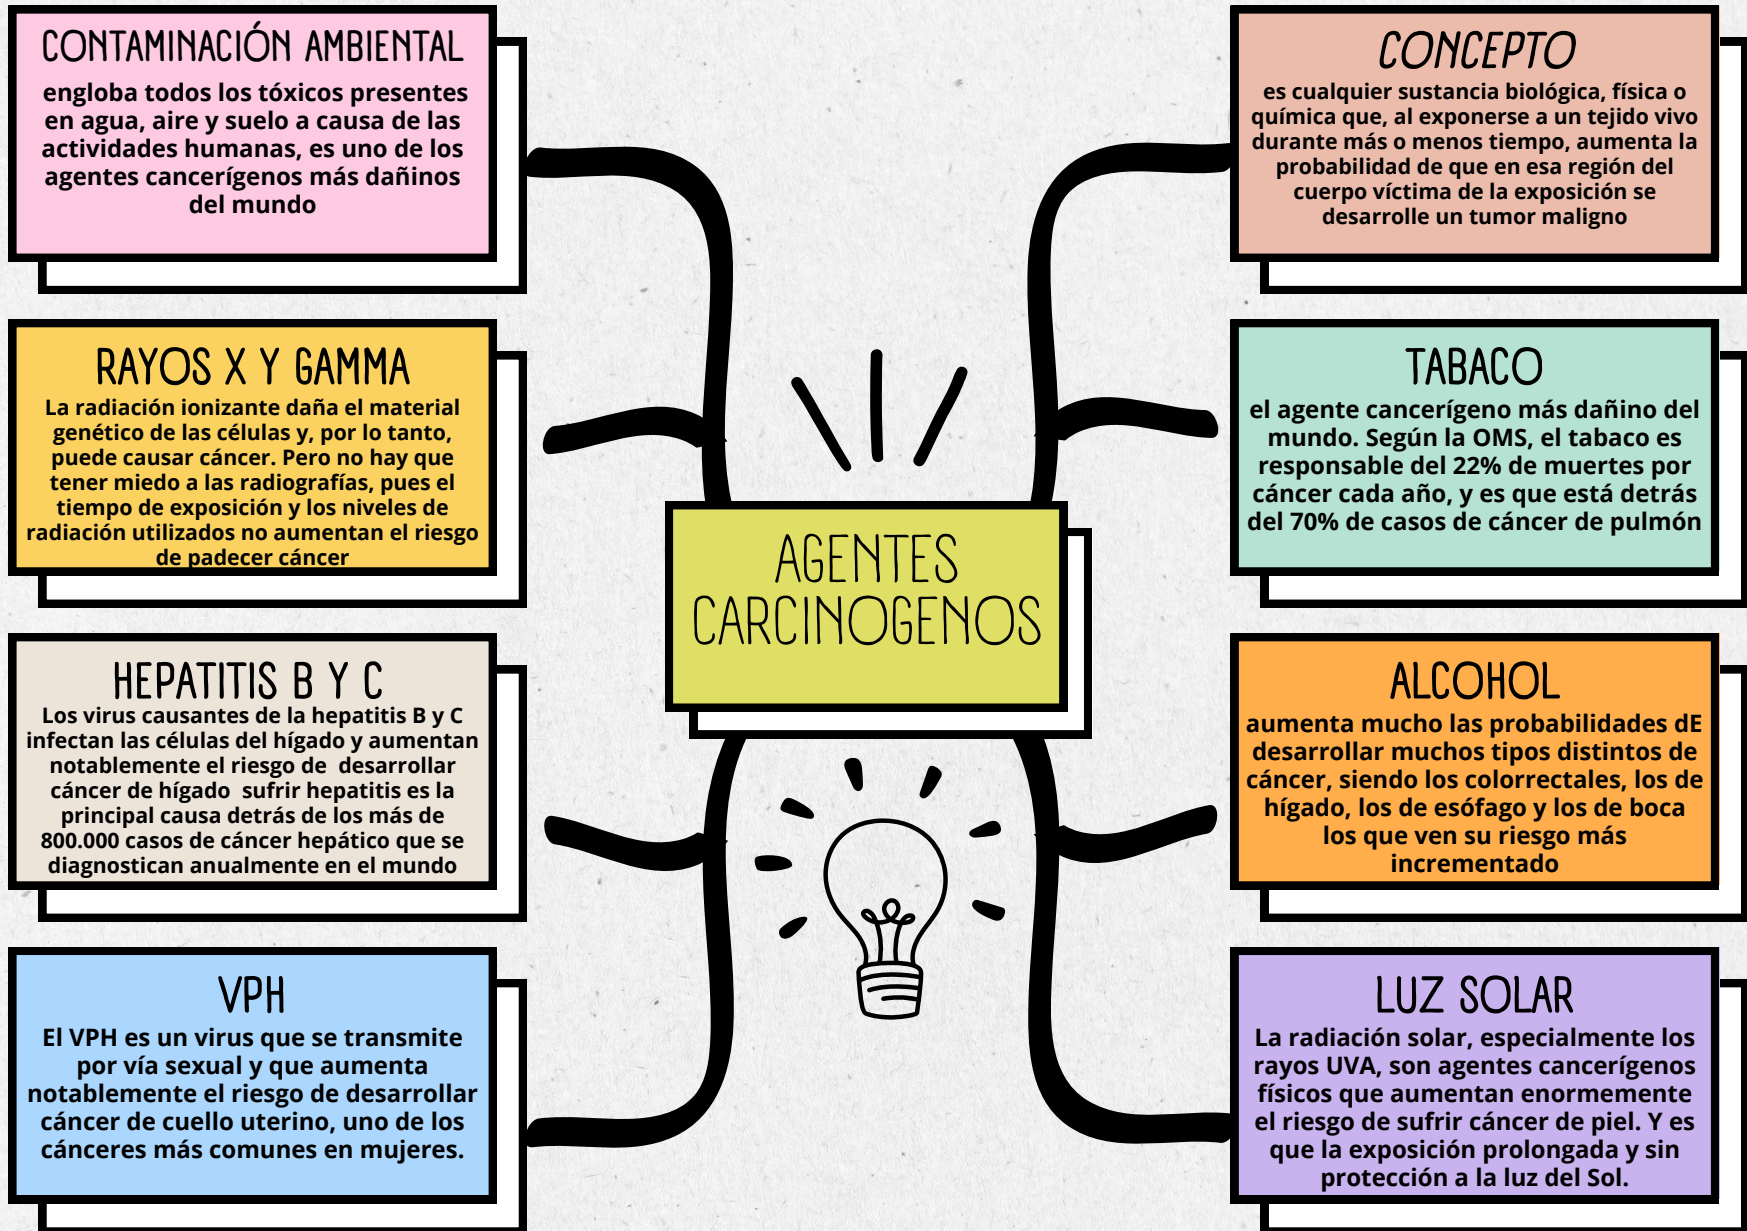 CONTAMINACIÓN AMBIENTAL
engloba todos los tóxicos presentes
en agua, aire y suelo a causa de las
actividades humanas, es uno de los
agentes cancerígenos más dañinos
del mundo
RAYOS X Y GAMMA
La radiación ionizante daña el material
genético de las células y, por lo tanto,
puede causar cáncer. Pero no hay que
tener miedo a las radiografías, pues el
tiempo de exposición y los niveles de
radiación utilizados no aumentan el riesgo
de padecer cáncer
HEPATITIS B Y C
Los virus causantes de la hepatitis B y C
infectan las células del hígado y aumentan
notablemente el riesgo de desarrollar
cáncer de hígado sufrir hepatitis es la
principal causa detrás de los más de
800.000 casos de cáncer hepático que se
diagnostican anualmente en el mundo
VPH
El VPH es un virus que se transmite
por vía sexual y que aumenta
notablemente el riesgo de desarrollar
cáncer de cuello uterino, uno de los
cánceres más comunes en mujeres.
AGENTES
CARCINOGENOS
CONCEPTO
es cualquier sustancia biológica, física o
química que, al exponerse a un tejido vivo
durante más o menos tiempo, aumenta la
probabilidad de que en esa región del
cuerpo víctima de la exposición se
desarrolle un tumor maligno
TABACO
el agente cancerígeno más dañino del
mundo. Según la OMS, el tabaco es
responsable del 22% de muertes por
cáncer cada año, y es que está detrás
del 70% de casos de cáncer de pulmón
ALCOHOL
aumenta mucho las probabilidades dE
desarrollar muchos tipos distintos de
cáncer, siendo los colorrectales, los de
hígado, los de esófago y los de boca
los que ven su riesgo más
incrementado
LUZ SOLAR
La radiación solar, especialmente los
rayos UVA, son agentes cancerígenos
físicos que aumentan enormemente
el riesgo de sufrir cáncer de piel. Y es
que la exposición prolongada y sin
protección a la luz del Sol.